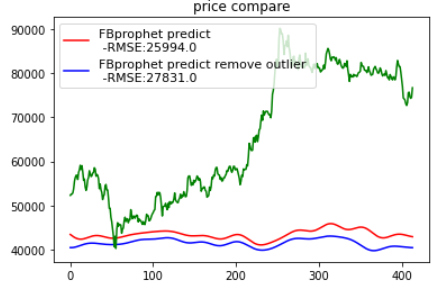 price compare
FBprophet predict
-RMSE:25994.0
FBprophet predict remove outlier
-RMSE:27831.0
90000
80000
70000
60000
50000
40000
0
100
200
300
400